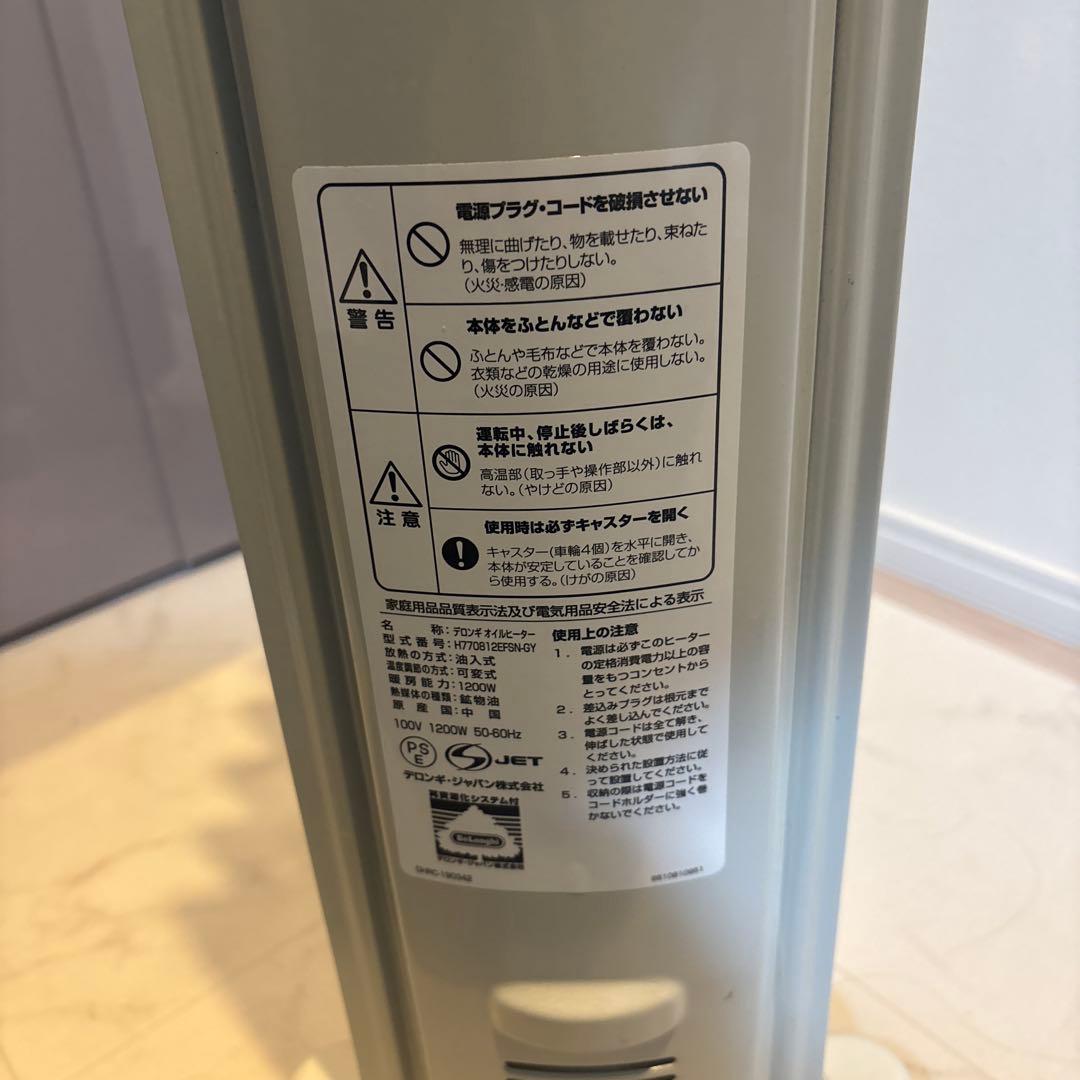 電源プラグ・コードを破損させない
無理に曲げたり、物を載せたり、束ねた
り、傷をつけたりしない。
(火災・感電の原因)
警告
本体をふとんなどで覆わない
ふとんや毛布などで本体を覆わない。
衣類などの乾燥の用途に使用しない。
(火災の原因)
運転中、停止後しばらくは、
本体に触れない
高温部(取っ手や操作部以外)に触れ
ない。(やけどの原因)
注意
使用時は必ずキャスターを開く
キャスター(車輪4個)を水平に開き、
本体が安定していることを確認してか
ら使用する。(けがの原因)
家庭用品品質表示法及び電気用品安全法による表示
名 称:デロンギ オイルヒーター
型式番号:H770812EFSN-GY
放熱の方式:油入式
温度調節の方式:可変式
暖房能力:1200W
熱媒体の種類:鉱物油
原産国:中国
100V 1200W 50-60Hz
PS
E
JET
デロンギ・ジャパン株式会社
再資源化システム付
DeLonghi
デロンギ・ジャパン株式会社
使用上の注意
1. 電源は必ずこのヒーター
の定格消費電力以上の容
量をもつコンセントから
とってください。
2. 差込みプラグは根元まで
よく差し込んでください。
3. 電源コードは全て解き、
伸ばした状態で使用して
ください。
4. 決められた設置方法に従
って設置してください。
5. 収納の際は電源コードを
コードホルダーに強く巻
かないでください。